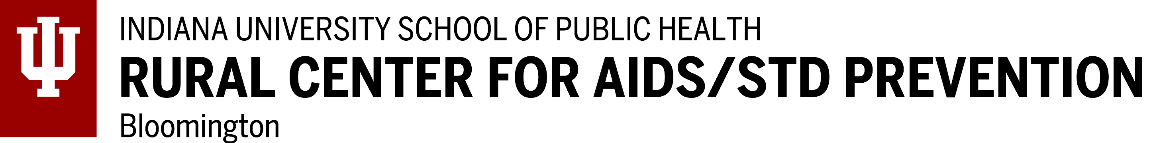 INDIANA UNIVERSITY SCHOOL OF PUBLIC HEALTH
RURAL CENTER FOR AIDS/STD PREVENTION
Bloomington